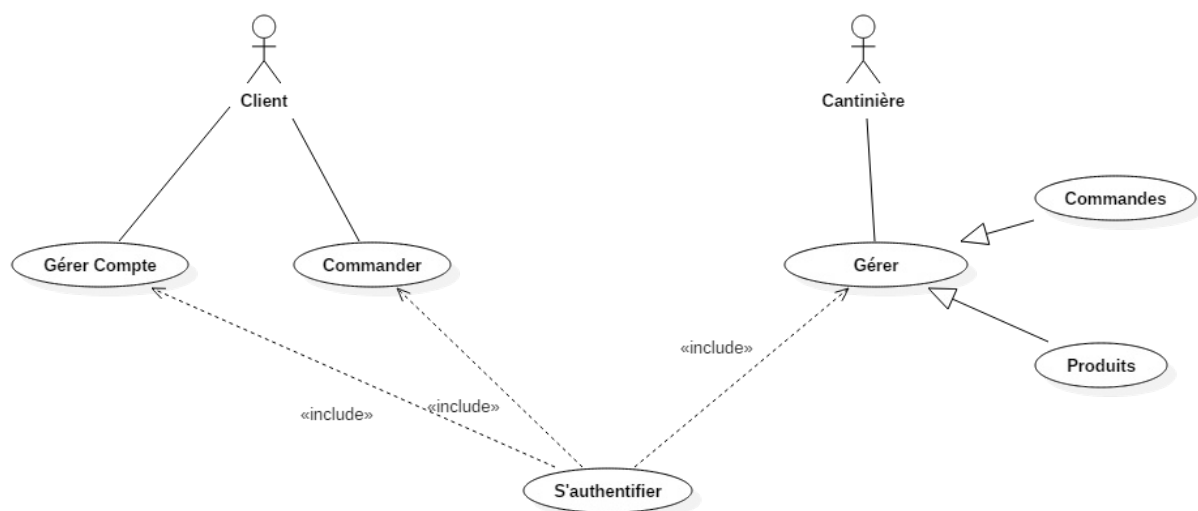 Client
Cantinière
Commandes
Gérer Compte
Commander
Gérer
«include»
Produits
«include»
«include»
S'authentifier